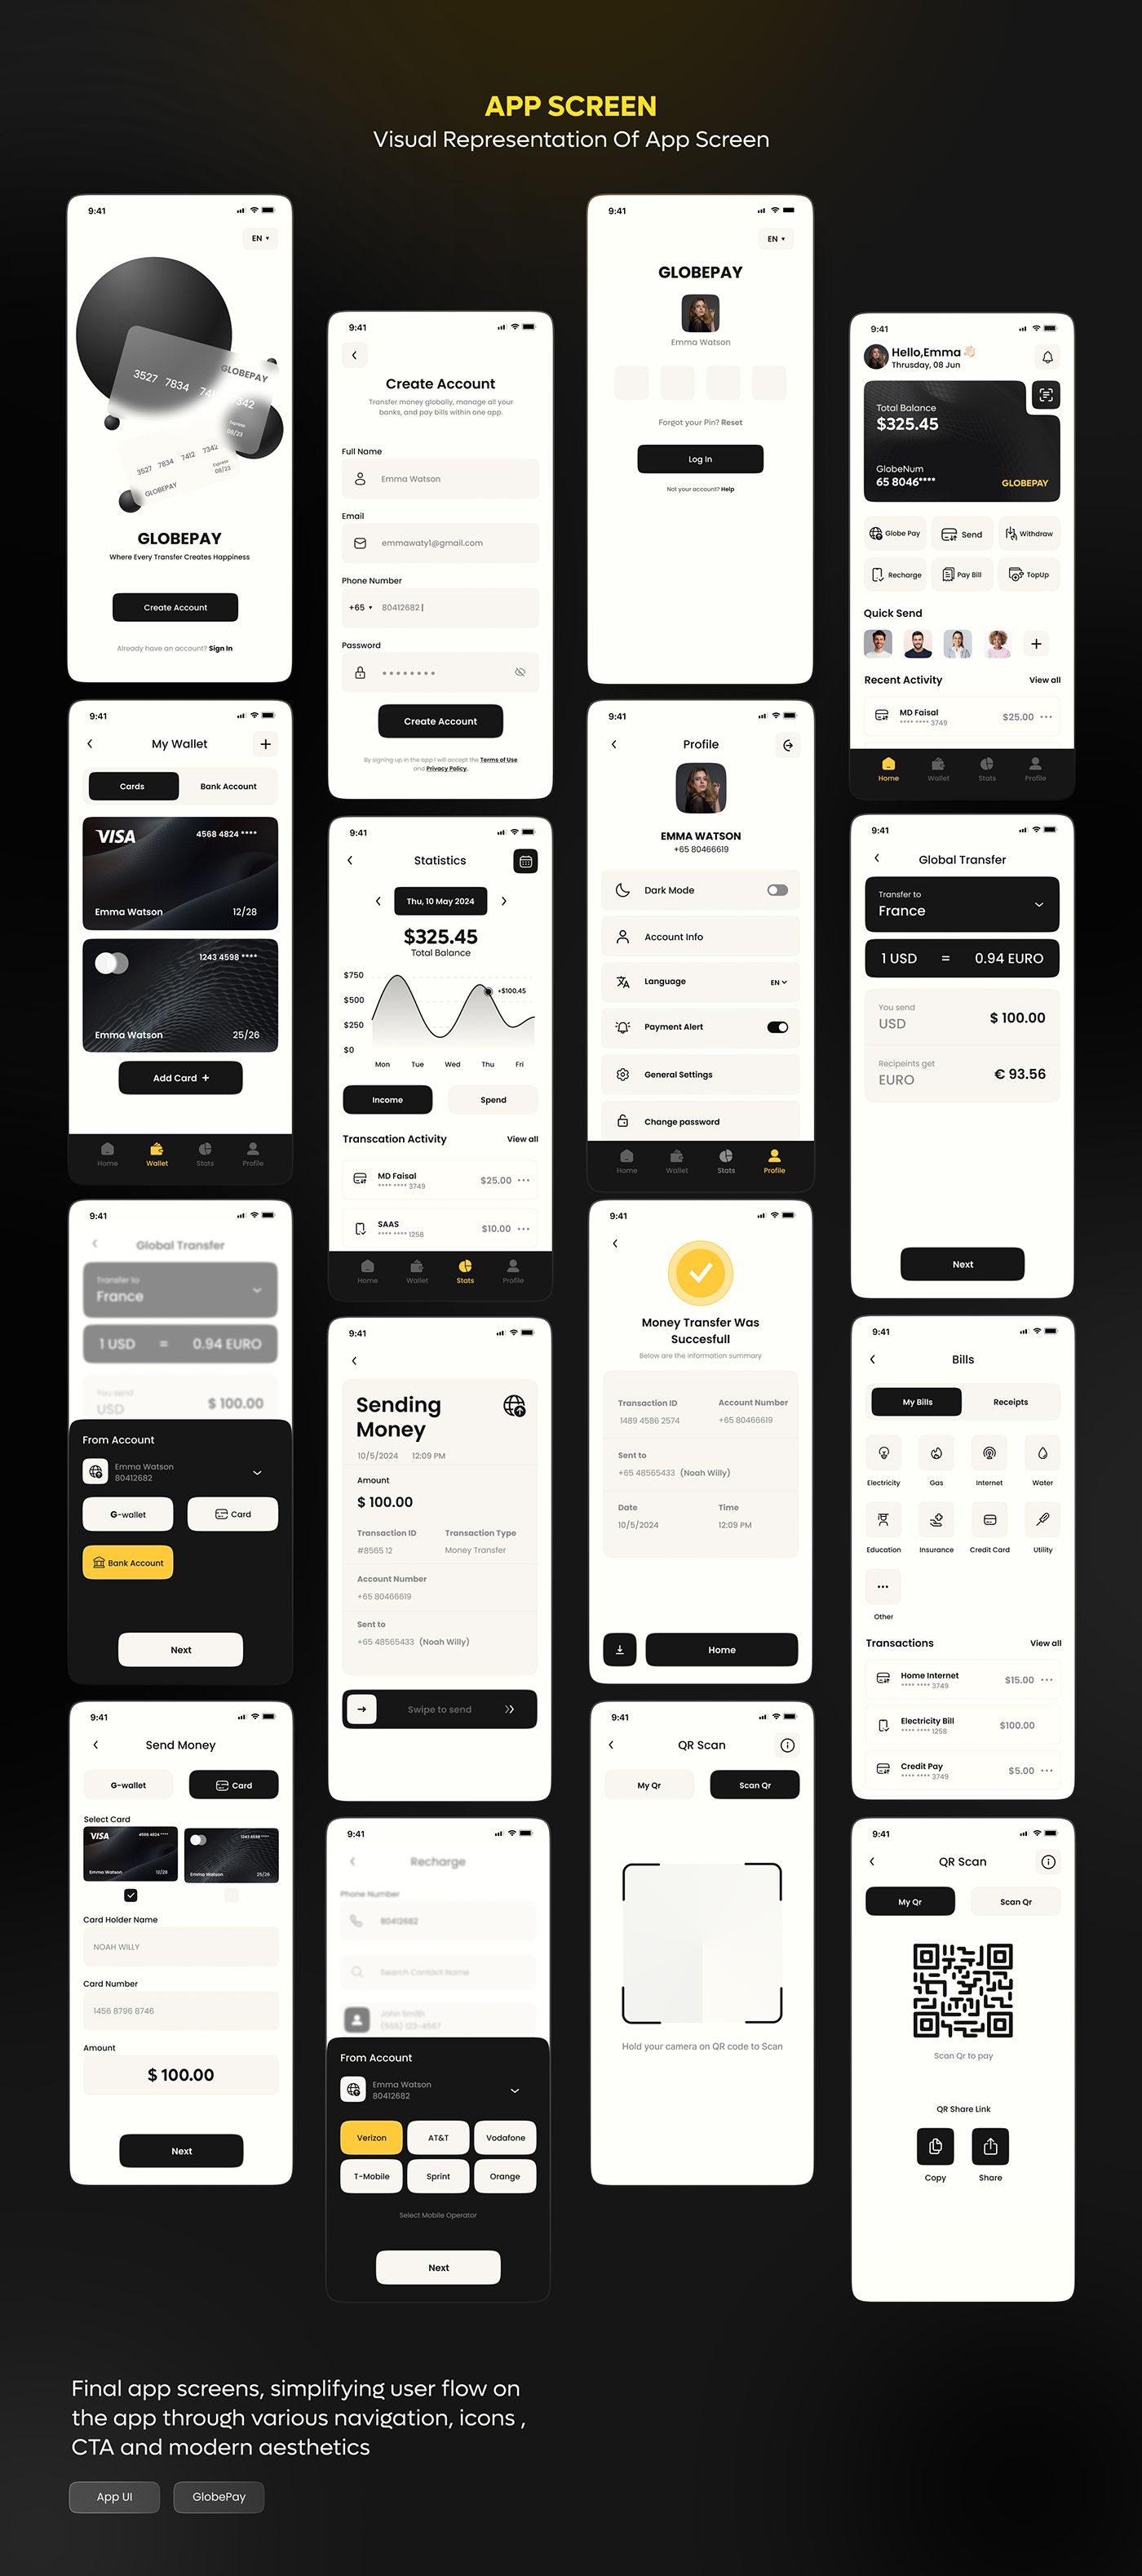 APP SCREEN
Visual Representation Of App Screen
9:41
EN
3527 7834
GLOBEPAY
Express
08/23
3527 7834 7412 7342
Express
08/23
GLOBEPAY
GLOBEPAY
Where Every Transfer Creates Happiness
Create Account
Already have an account? Sign In
9:41
My Wallet
Cards
Bank Account
VISA
4568 4824 ****
Emma Watson
12/28
1243 4598 ****
Emma Watson
25/26
Add Card +
Home
Wallet
Stats
Profile
9:41
Global Transfer
Transfer to
France
1 USD = 0.94 EURO
You send
USD
$ 100.00
From Account
Emma Watson
80412682
G-wallet
Card
Bank Account
Next
9:41
Send Money
G-wallet
Card
Select Card
VISA
4568 4824 ****
Emma Watson
12/28
1243 4598 ****
Emma Watson
25/26
Card Holder Name
NOAH WILLY
Card Number
1456 8796 8746
Amount
$ 100.00
Next
9:41
Create Account
Transfer money globally, manage all your
banks, and pay bills within one app.
Full Name
Emma Watson
Email
emmawaty1@gmail.com
Phone Number
+65
80412682
Password
Create Account
By signing up in the app I will accept the Terms of Use
and Privacy Policy.
9:41
Statistics
Thu, 10 May 2024
$325.45
Total Balance
$750
$500
$250
$0
+$100.45
Mon Tue Wed Thu Fri
Income
Spend
Transcation Activity
View all
MD Faisal
**** **** 3749
$25.00
SAAS
**** **** 1258
$10.00
Home
Wallet
Stats
Profile
9:41
Sending
Money
10/5/2024 12:09 PM
Amount
$ 100.00
Transaction ID
Transaction Type
#8565 12
Money Transfer
Account Number
+65 80466619
Sent to
+65 48565433 (Noah Willy)
Swipe to send
9:41
Recharge
Phone Number
80412682
Search Contact Name
John Smith
(555) 123-4567
From Account
Emma Watson
80412682
Verizon
AT&T
Vodafone
T-Mobile
Sprint
Orange
Select Mobile Operator
Next
9:41
EN
GLOBEPAY
Emma Watson
Forgot your Pin? Reset
Log In
Not your account? Help
9:41
Profile
EMMA WATSON
+65 80466619
Dark Mode
Account Info
Language
EN
Payment Alert
General Settings
Change password
Home
Wallet
Stats
Profile
9:41
Money Transfer Was
Succesfull
Below are the information summary
Transaction ID
Account Number
1489 4586 2574
+65 80466619
Sent to
+65 48565433 (Noah Willy)
Date
Time
10/5/2024
12:09 PM
Home
9:41
QR Scan
My Qr
Scan Qr
Hold your camera on QR code to Scan
9:41
Hello,Emma
Thrusday, 08 Jun
Total Balance
$325.45
GlobeNum
65 8046****
GLOBEPAY
Globe Pay
Send
Withdraw
Recharge
Pay Bill
TopUp
Quick Send
Recent Activity
View all
MD Faisal
**** **** 3749
$25.00
Home
Wallet
Stats
Profile
9:41
Global Transfer
Transfer to
France
1 USD = 0.94 EURO
You send
USD
$ 100.00
Recipeints get
EURO
€ 93.56
Next
9:41
Bills
My Bills
Receipts
Electricity
Gas
Internet
Water
Education
Insurance
Credit Card
Utility
Other
Transactions
View all
Home Internet
**** **** 3749
$15.00
Electricity Bill
**** **** 1258
$100.00
Credit Pay
**** **** 3749
$5.00
9:41
QR Scan
My Qr
Scan Qr
Scan Qr to pay
QR Share Link
Copy
Share
Final app screens, simplifying user flow on
the app through various navigation, icons ,
CTA and modern aesthetics
App UI
GlobePay